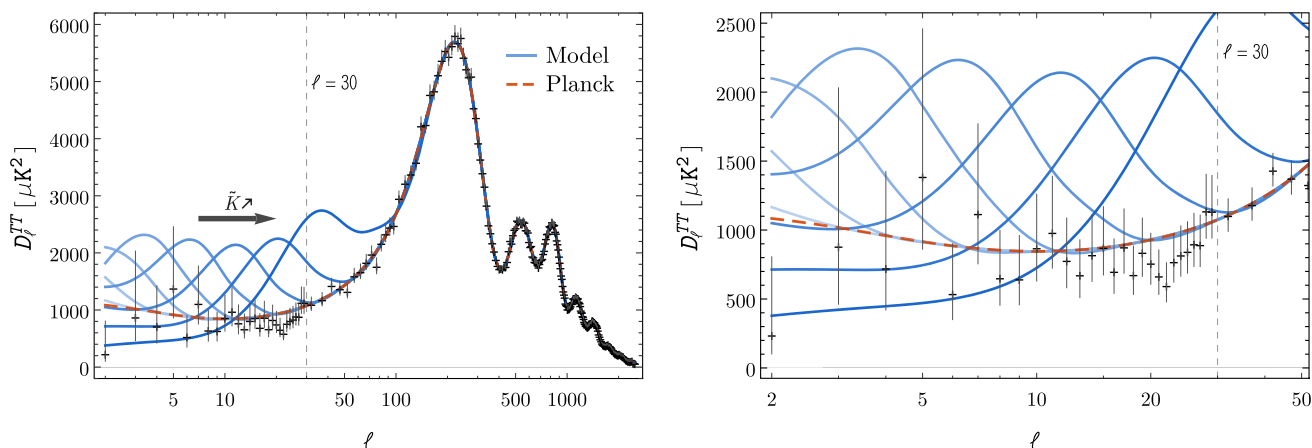 6000
5000
4000
3000
2000
1000
0
D_ℓ^{TT} [ μK² ]
ℓ = 30
Model
Planck
K̃↗
5 10 50 100 500 1000
ℓ
2500
2000
1500
1000
500
0
D_ℓ^{TT} [ μK² ]
ℓ = 30
2 5 10 20 50
ℓ